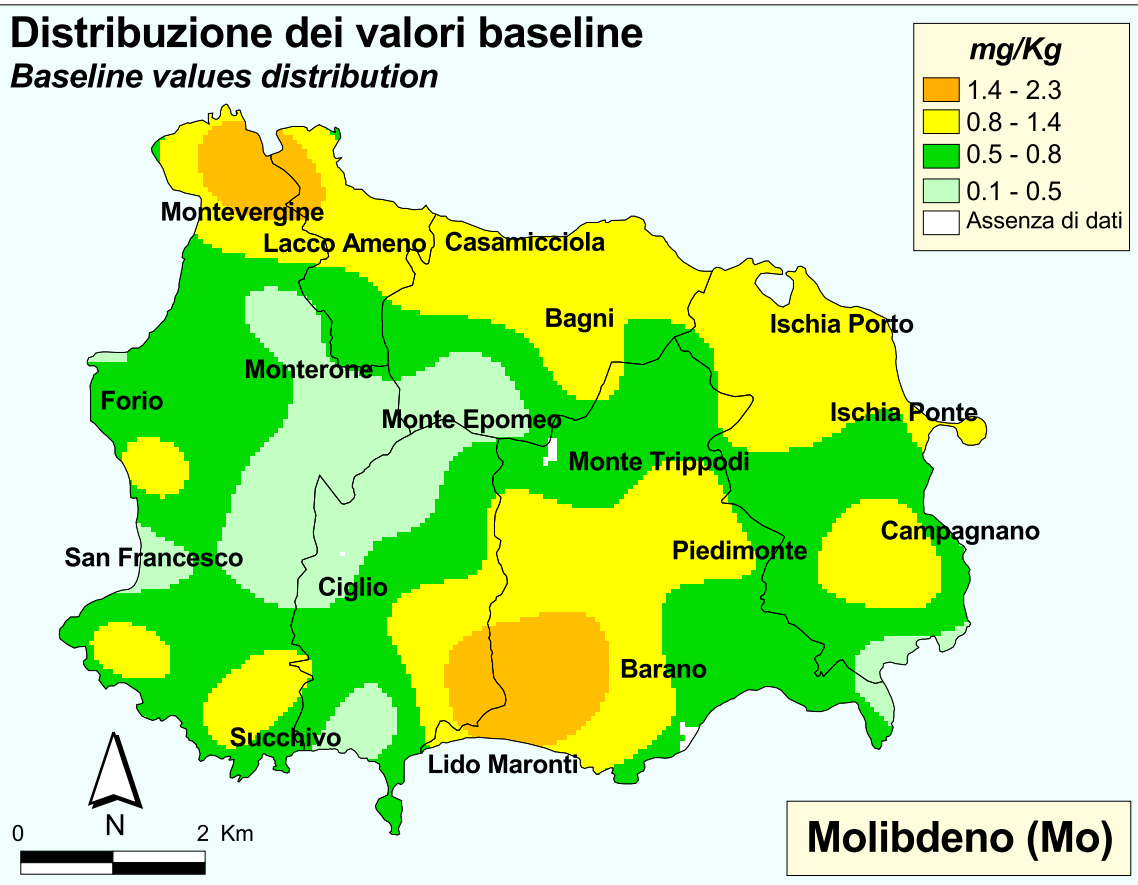 Distribuzione dei valori baseline
Baseline values distribution
mg/Kg
1.4 - 2.3
0.8 - 1.4
0.5 - 0.8
0.1 - 0.5
Assenza di dati
Montevergine
Lacco Ameno
Casamicciola
Bagni
Ischia Porto
Monterone
Forio
Monte Epomeo
Ischia Ponte
Monte Trippodi
Campagnano
San Francesco
Piedimonte
Ciglio
Barano
Succhivo
Lido Maronti
N
0 2 Km
Molibdeno (Mo)